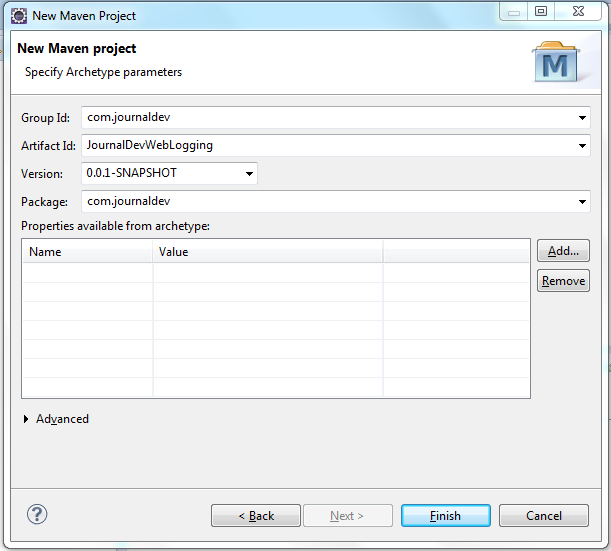 New Maven Project
New Maven project
Specify Archetype parameters
M
Group Id: com.journaldev
Artifact Id: JournalDevWebLogging
Version: 0.0.1-SNAPSHOT
Package: com.journaldev
Properties available from archetype:
Name Value
Add...
Remove
Advanced
? < Back Next > Finish Cancel